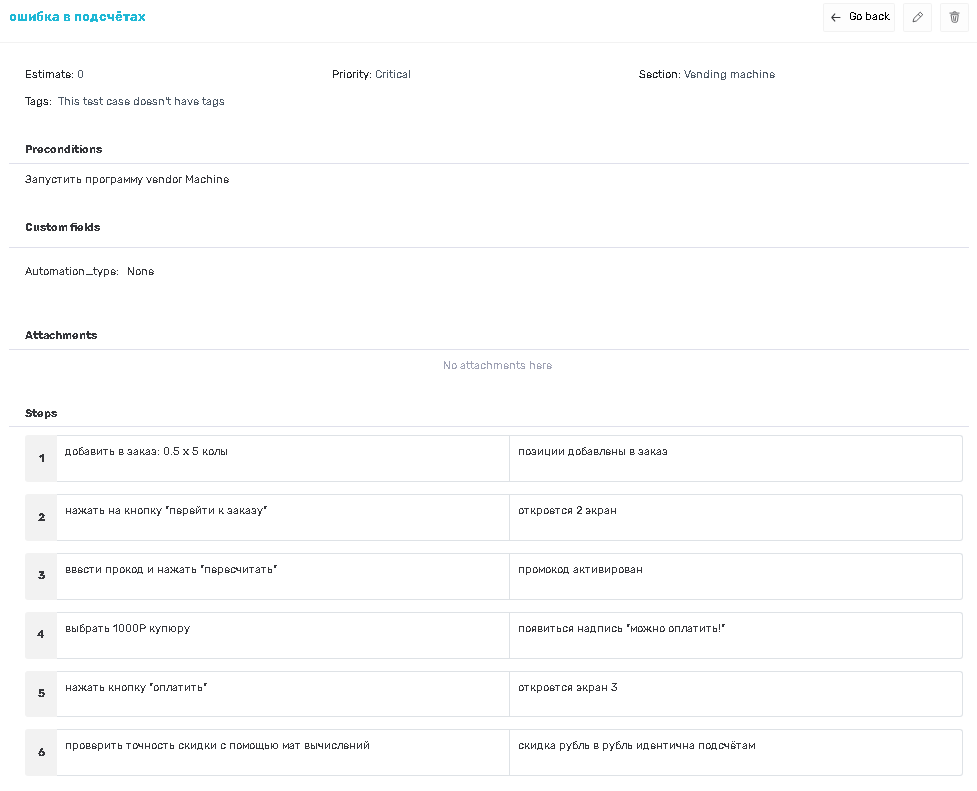 ошибка в подсчётах
Go back
Estimate: 0 Priority: Critical Section: Vending machine
Tags: This test case doesn't have tags
Preconditions
Запустить программу vendor Machine
Custom fields
Automation_type: None
Attachments
No attachments here
Steps
1 добавить в заказ: 0.5 x 5 колы позиции добавлены в заказ
2 нажать на кнопку "перейти к заказу" откроется 2 экран
3 ввести прокод и нажать "пересчитать" промокод активирован
4 выбрать 1000Р купюру появиться надпись "можно оплатить!"
5 нажать кнопку "оплатить" откроется экран 3
6 проверить точность скидки с помощью мат вычислений скидка рубль в рубль идентична подсчётам